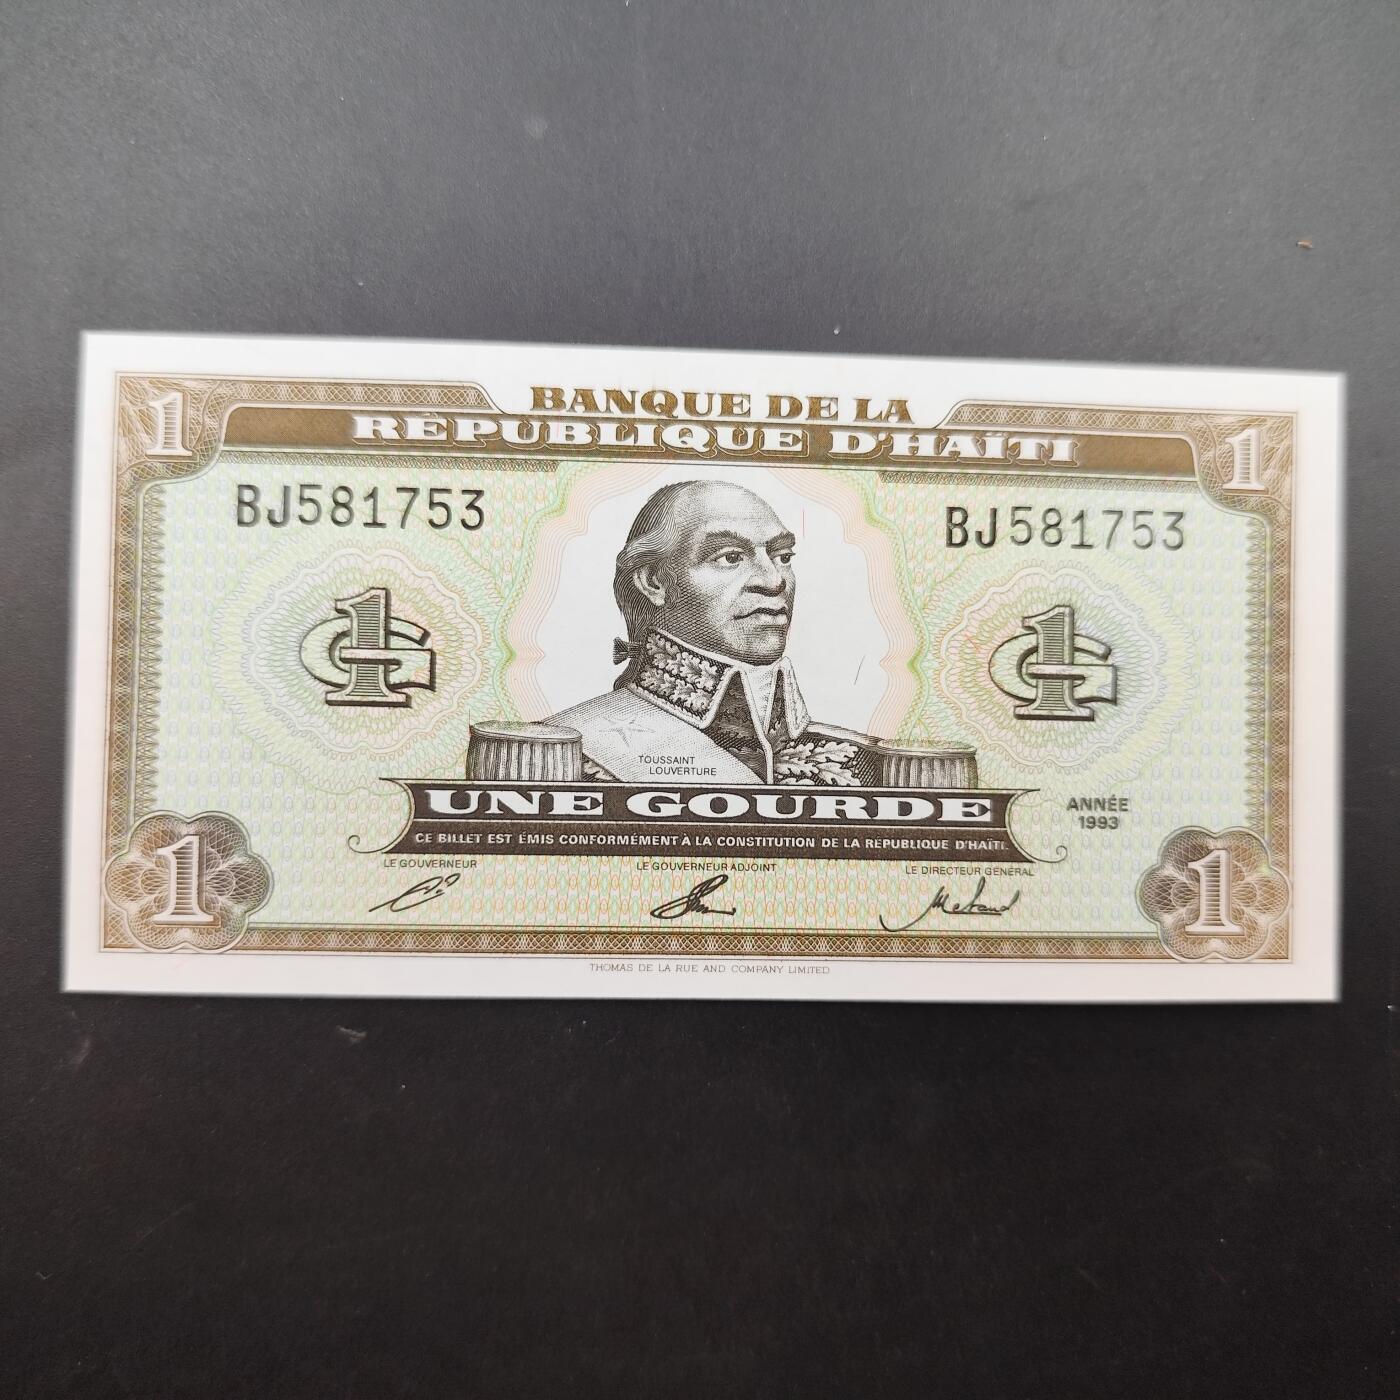 BANQUE DE LA
RÉPUBLIQUE D'HAÏTI
1
1
BJ581753
BJ581753
1G
1G
TOUSSAINT
LOUVERTURE
UNE GOURDE
CE BILLET EST ÉMIS CONFORMÉMENT À LA CONSTITUTION DE LA RÉPUBLIQUE D'HAÏTI.
ANNÉE
1993
1
1
LE GOUVERNEUR
LE GOUVERNEUR ADJOINT
LE DIRECTEUR GÉNÉRAL
THOMAS DE LA RUE AND COMPANY LIMITED